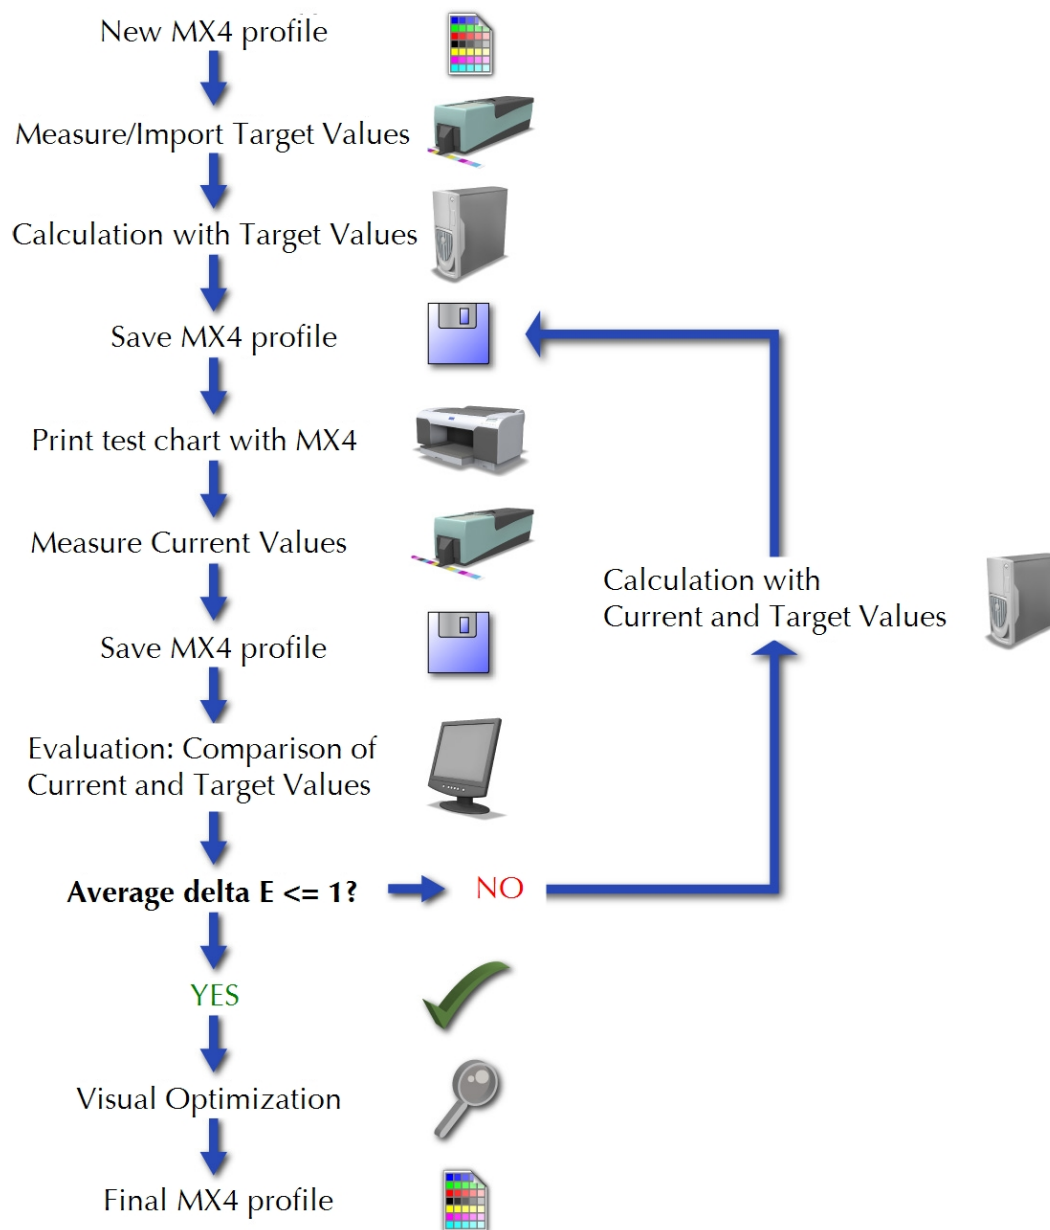 New MX4 profile
Measure/Import Target Values
Calculation with Target Values
Save MX4 profile
Print test chart with MX4
Measure Current Values
Calculation with
Current and Target Values
Save MX4 profile
Evaluation: Comparison of
Current and Target Values
Average delta E <= 1?
NO
YES
Visual Optimization
Final MX4 profile